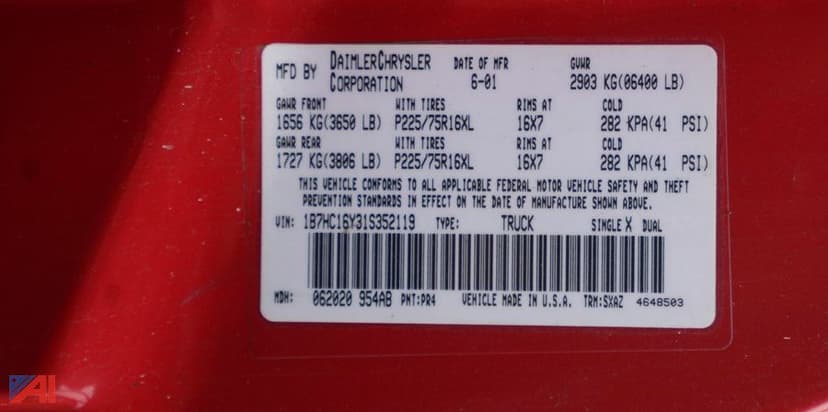 MFD BY DAIMLERCHRYSLER CORPORATION DATE OF MFR 6-01 GVWR 2903 KG(06400 LB)
GAWR FRONT WITH TIRES RIMS AT COLD
1656 KG(3650 LB) P225/75R16XL 16X7 282 KPA(41 PSI)
GAWR REAR WITH TIRES RIMS AT COLD
1727 KG(3806 LB) P225/75R16XL 16X7 282 KPA(41 PSI)
THIS VEHICLE CONFORMS TO ALL APPLICABLE FEDERAL MOTOR VEHICLE SAFETY AND THEFT
PREVENTION STANDARDS IN EFFECT ON THE DATE OF MANUFACTURE SHOWN ABOVE.
VIN: 1B7HC16Y31S352119 TYPE: TRUCK SINGLE X DUAL
MDH: 062020 954AB PNT:PR4 VEHICLE MADE IN U.S.A. TRM:SXAZ 4648503
AI